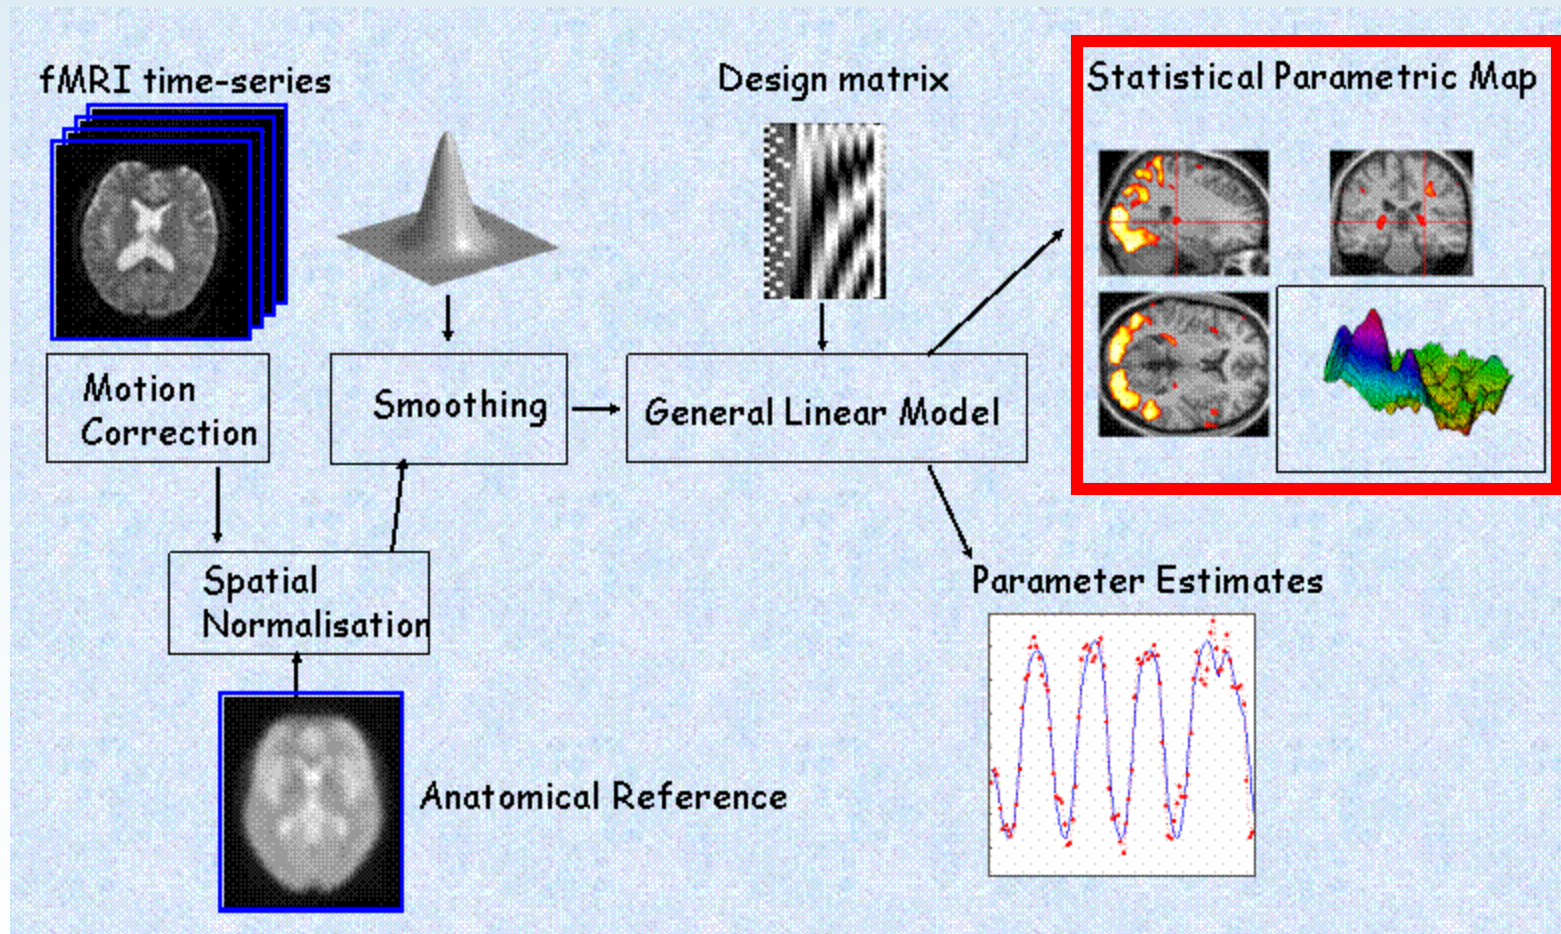 fMRI time-series
Design matrix
Statistical Parametric Map
Motion
Correction
Smoothing
General Linear Model
Spatial
Normalisation
Parameter Estimates
Anatomical Reference